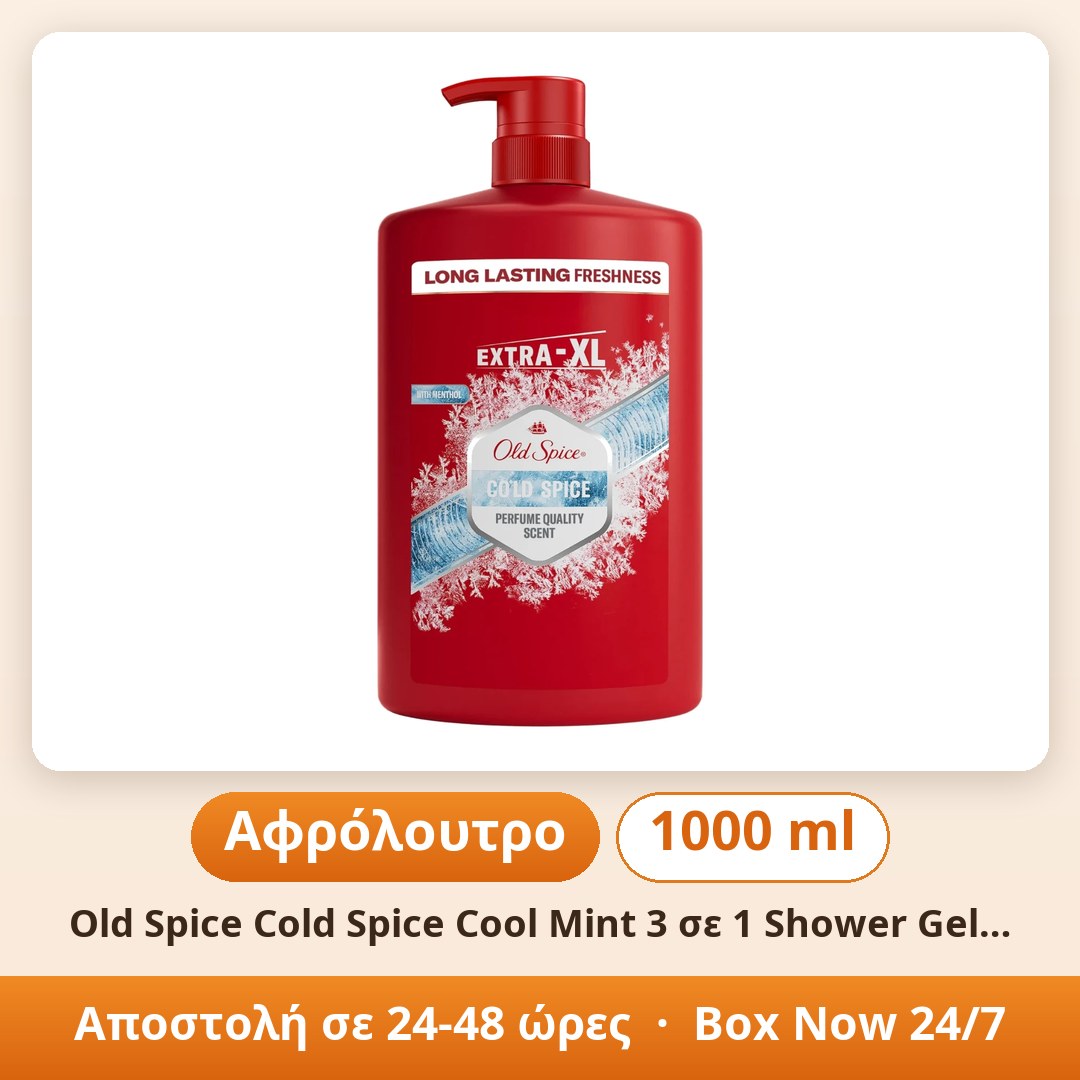 LONG LASTING FRESHNESS
EXTRA-XL
WITH MENTHOL
Old Spice®
COLD SPICE
PERFUME QUALITY
SCENT
Αφρόλουτρο
1000 ml
Old Spice Cold Spice Cool Mint 3 σε 1 Shower Gel...
Αποστολή σε 24-48 ώρες · Box Now 24/7